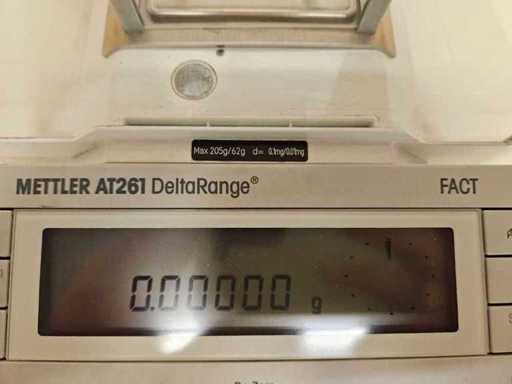 Max 205g/62g d= 0.1mg/0.01mg
METTLER AT261 DeltaRange® FACT
0.00000 g